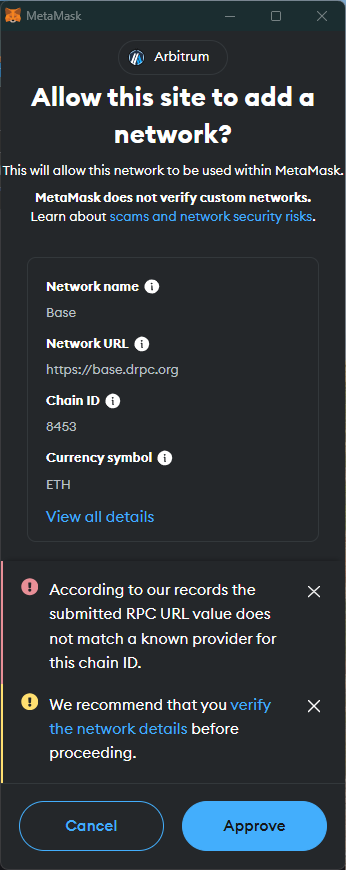 MetaMask
Arbitrum
Allow this site to add a
network?
This will allow this network to be used within MetaMask.
MetaMask does not verify custom networks.
Learn about scams and network security risks.
Network name
Base
Network URL
https://base.drpc.org
Chain ID
8453
Currency symbol
ETH
View all details
According to our records the
submitted RPC URL value does
not match a known provider for
this chain ID.
We recommend that you verify
the network details before
proceeding.
Cancel
Approve